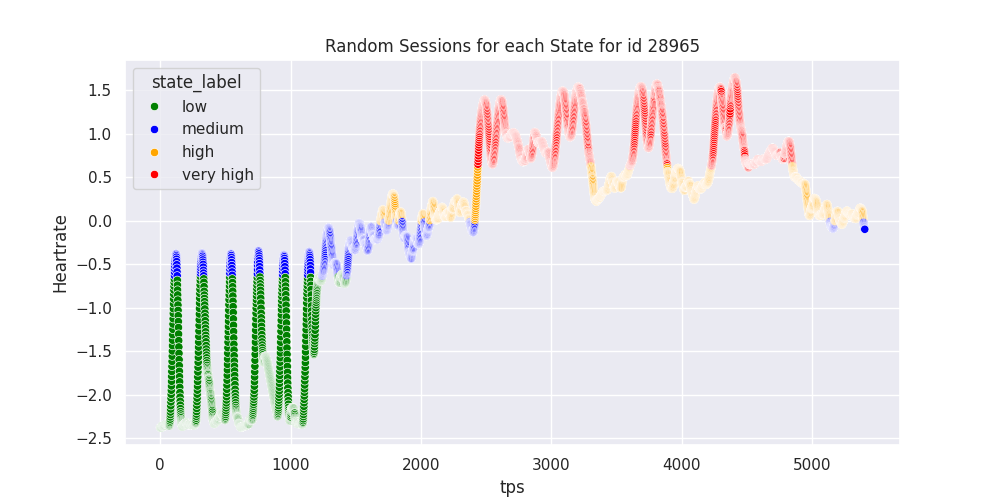 Random Sessions for each State for id 28965
state_label
low
medium
high
very high
Heartrate
1.5
1.0
0.5
0.0
−0.5
−1.0
−1.5
−2.0
−2.5
0 1000 2000 3000 4000 5000
tps